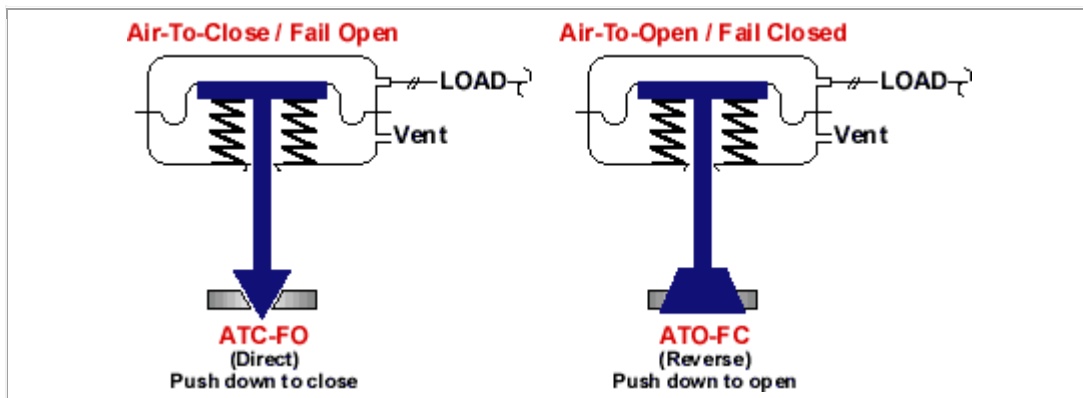 Air-To-Close / Fail Open
LOAD
Vent
ATC-FO
(Direct)
Push down to close
Air-To-Open / Fail Closed
LOAD
Vent
ATO-FC
(Reverse)
Push down to open